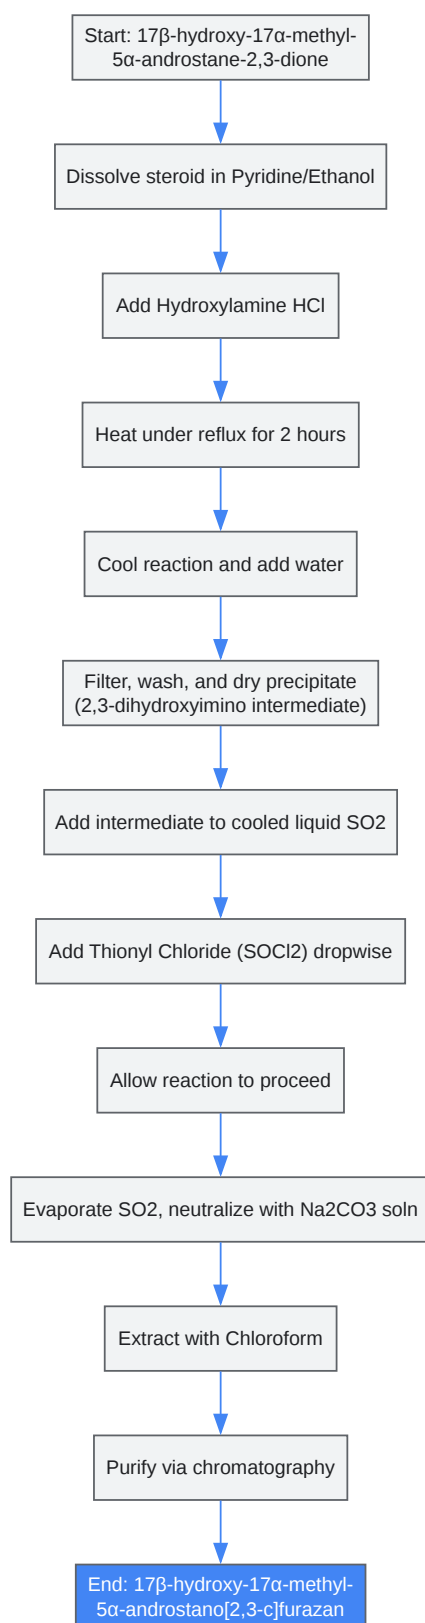 Start: 17β-hydroxy-17α-methyl-
5α-androstane-2,3-dione
Dissolve steroid in Pyridine/Ethanol
Add Hydroxylamine HCl
Heat under reflux for 2 hours
Cool reaction and add water
Filter, wash, and dry precipitate
(2,3-dihydroxyimino intermediate)
Add intermediate to cooled liquid SO2
Add Thionyl Chloride (SOCl2) dropwise
Allow reaction to proceed
Evaporate SO2, neutralize with Na2CO3 soln
Extract with Chloroform
Purify via chromatography
End: 17β-hydroxy-17α-methyl-
5α-androstano[2,3-c]furazan